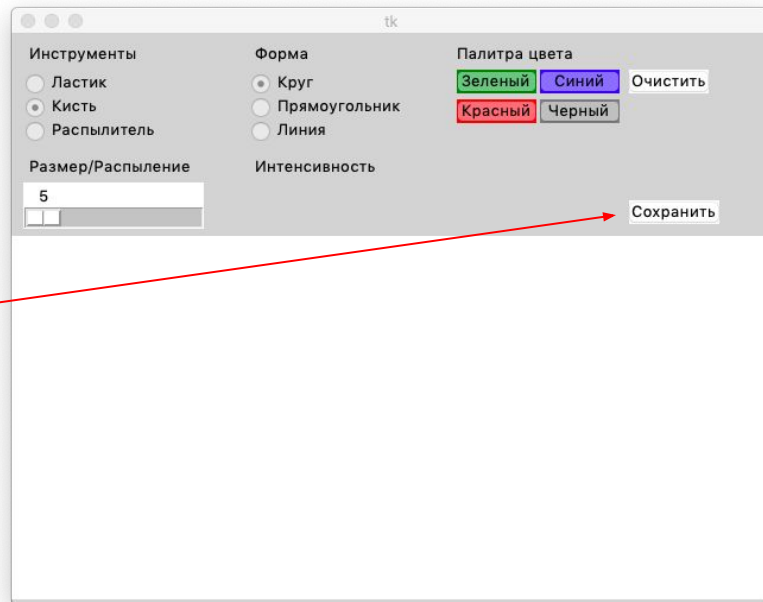 tk
Инструменты
Форма
Палитра цвета
Ластик
Круг
Зеленый
Синий
Очистить
Кисть
Прямоугольник
Красный
Черный
Распылитель
Линия
Размер/Распыление
Интенсивность
5
Сохранить